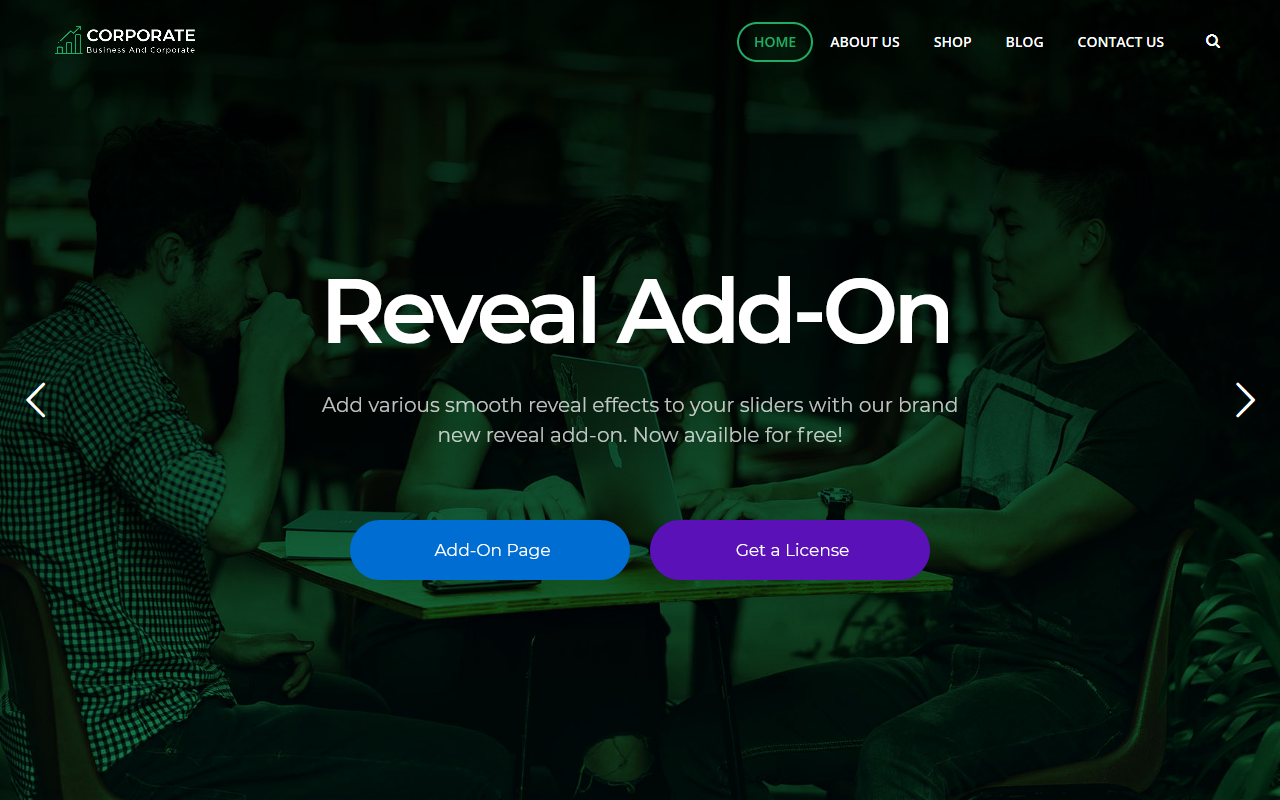 CORPORATE
Business And Corporate
HOME ABOUT US SHOP BLOG CONTACT US
Reveal Add-On
Add various smooth reveal effects to your sliders with our brand
new reveal add-on. Now availble for free!
Add-On Page Get a License